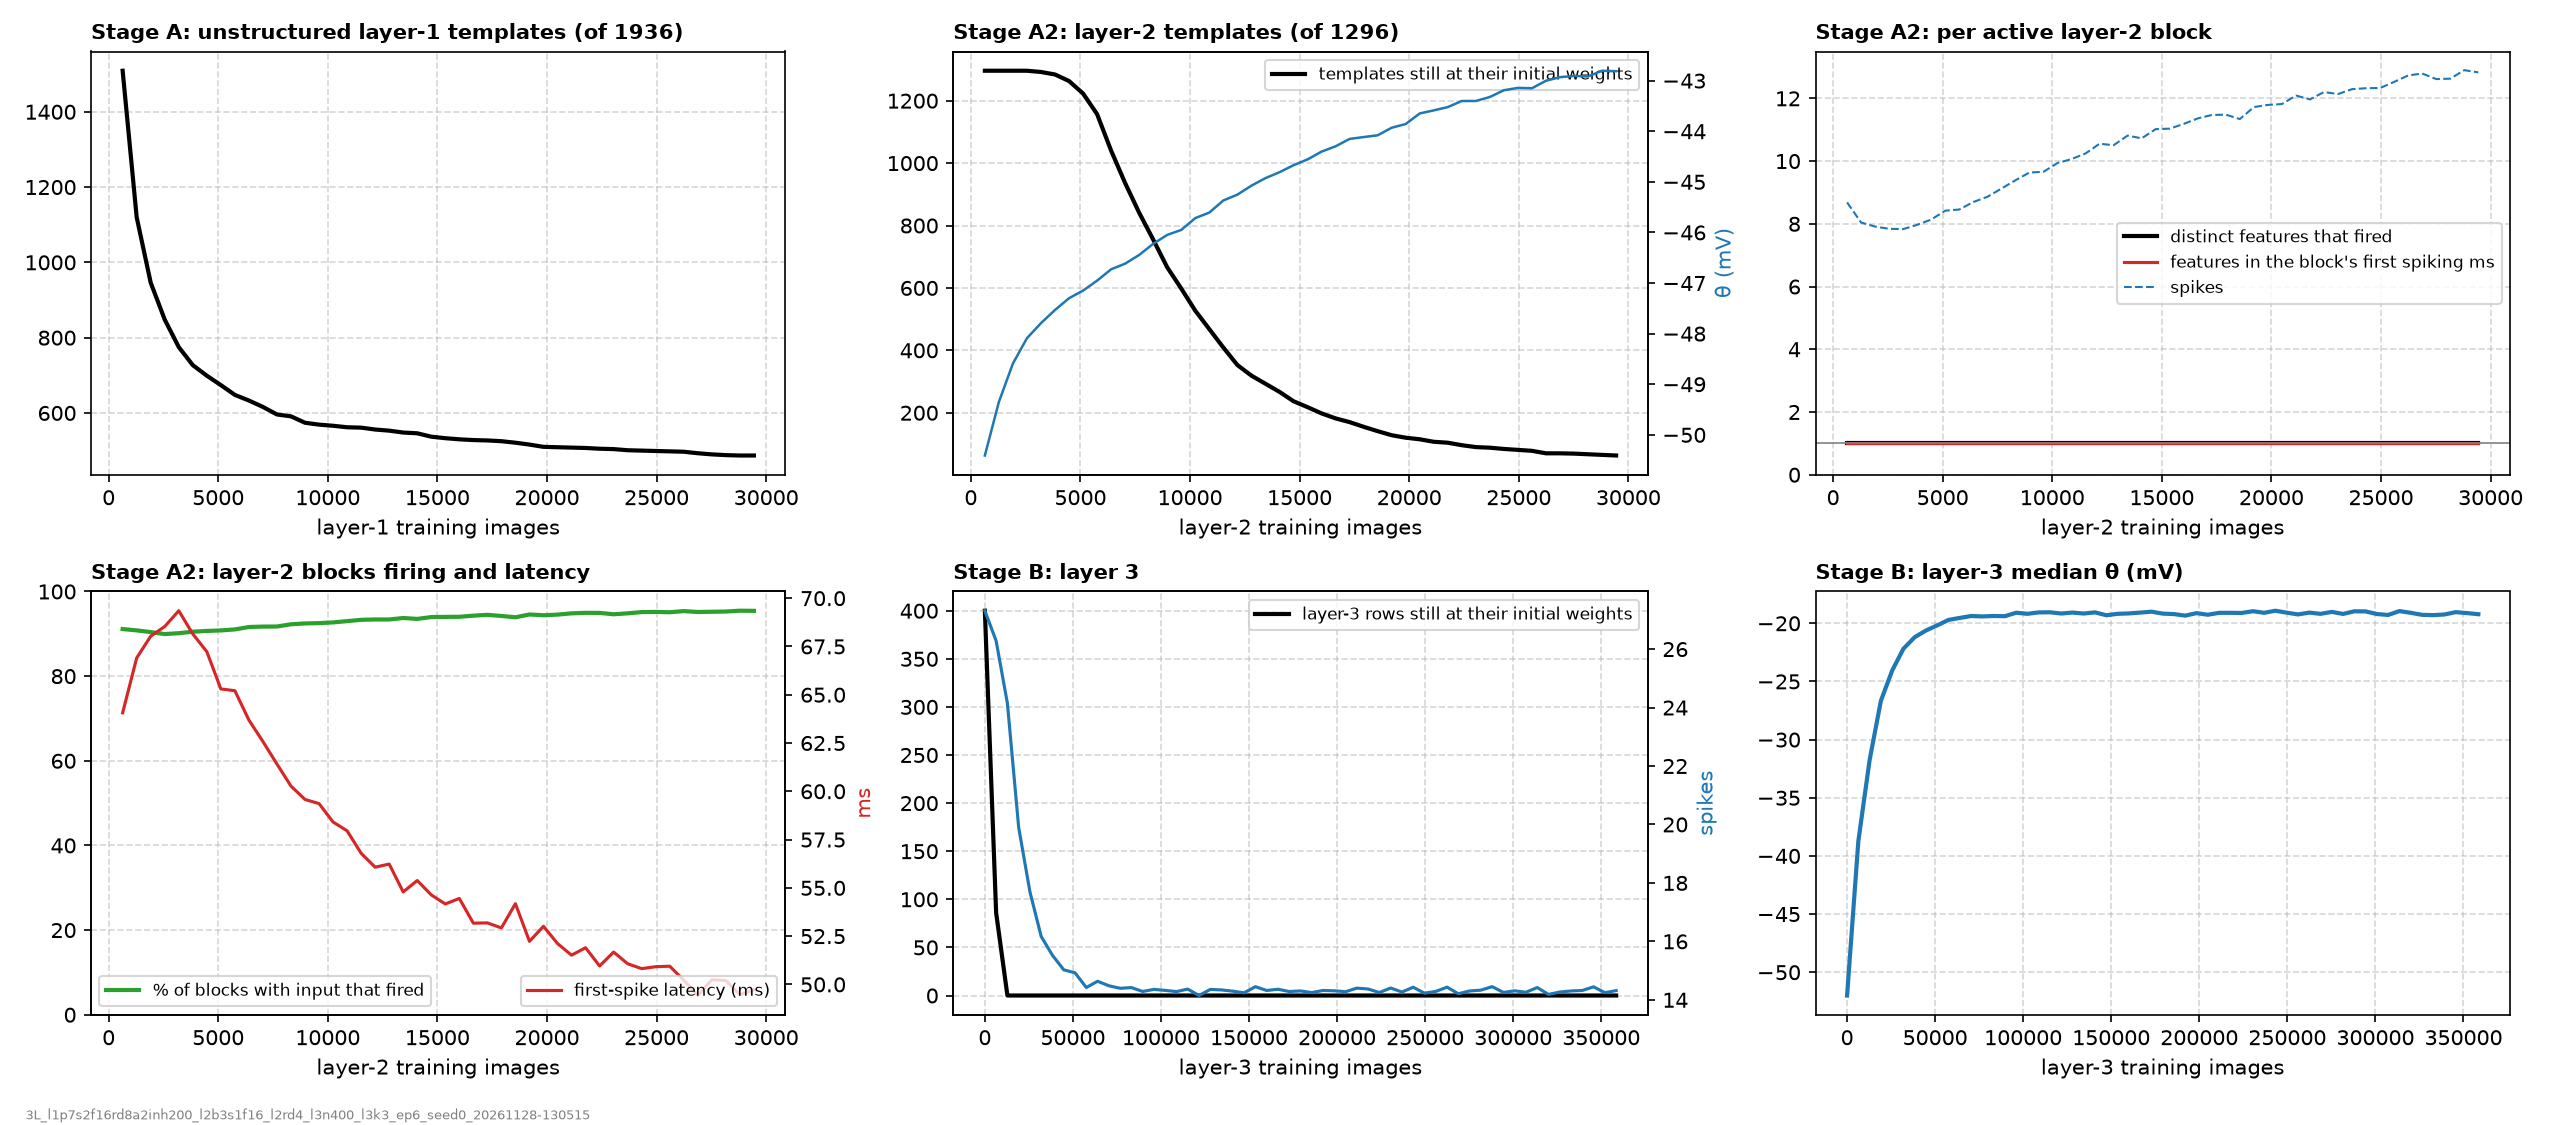 Stage A: unstructured layer-1 templates (of 1936)
1400
1200
1000
800
600
0 5000 10000 15000 20000 25000 30000
layer-1 training images
Stage A2: layer-2 templates (of 1296)
templates still at their initial weights
1200
1000
800
600
400
200
−43
−44
−45
−46
−47
−48
−49
−50
θ (mV)
0 5000 10000 15000 20000 25000 30000
layer-2 training images
Stage A2: per active layer-2 block
12
10
8
6
4
2
0
distinct features that fired
features in the block's first spiking ms
spikes
0 5000 10000 15000 20000 25000 30000
layer-2 training images
Stage A2: layer-2 blocks firing and latency
100
80
60
40
20
0
70.0
67.5
65.0
62.5
60.0
57.5
55.0
52.5
50.0
ms
% of blocks with input that fired
first-spike latency (ms)
0 5000 10000 15000 20000 25000 30000
layer-2 training images
Stage B: layer 3
layer-3 rows still at their initial weights
400
350
300
250
200
150
100
50
0
26
24
22
20
18
16
14
spikes
0 50000 100000 150000 200000 250000 300000 350000
layer-3 training images
Stage B: layer-3 median θ (mV)
−20
−25
−30
−35
−40
−45
−50
0 50000 100000 150000 200000 250000 300000 350000
layer-3 training images
3L_l1p7s2f16rd8a2inh200_l2b3s1f16_l2rd4_l3n400_l3k3_ep6_seed0_20261128-130515